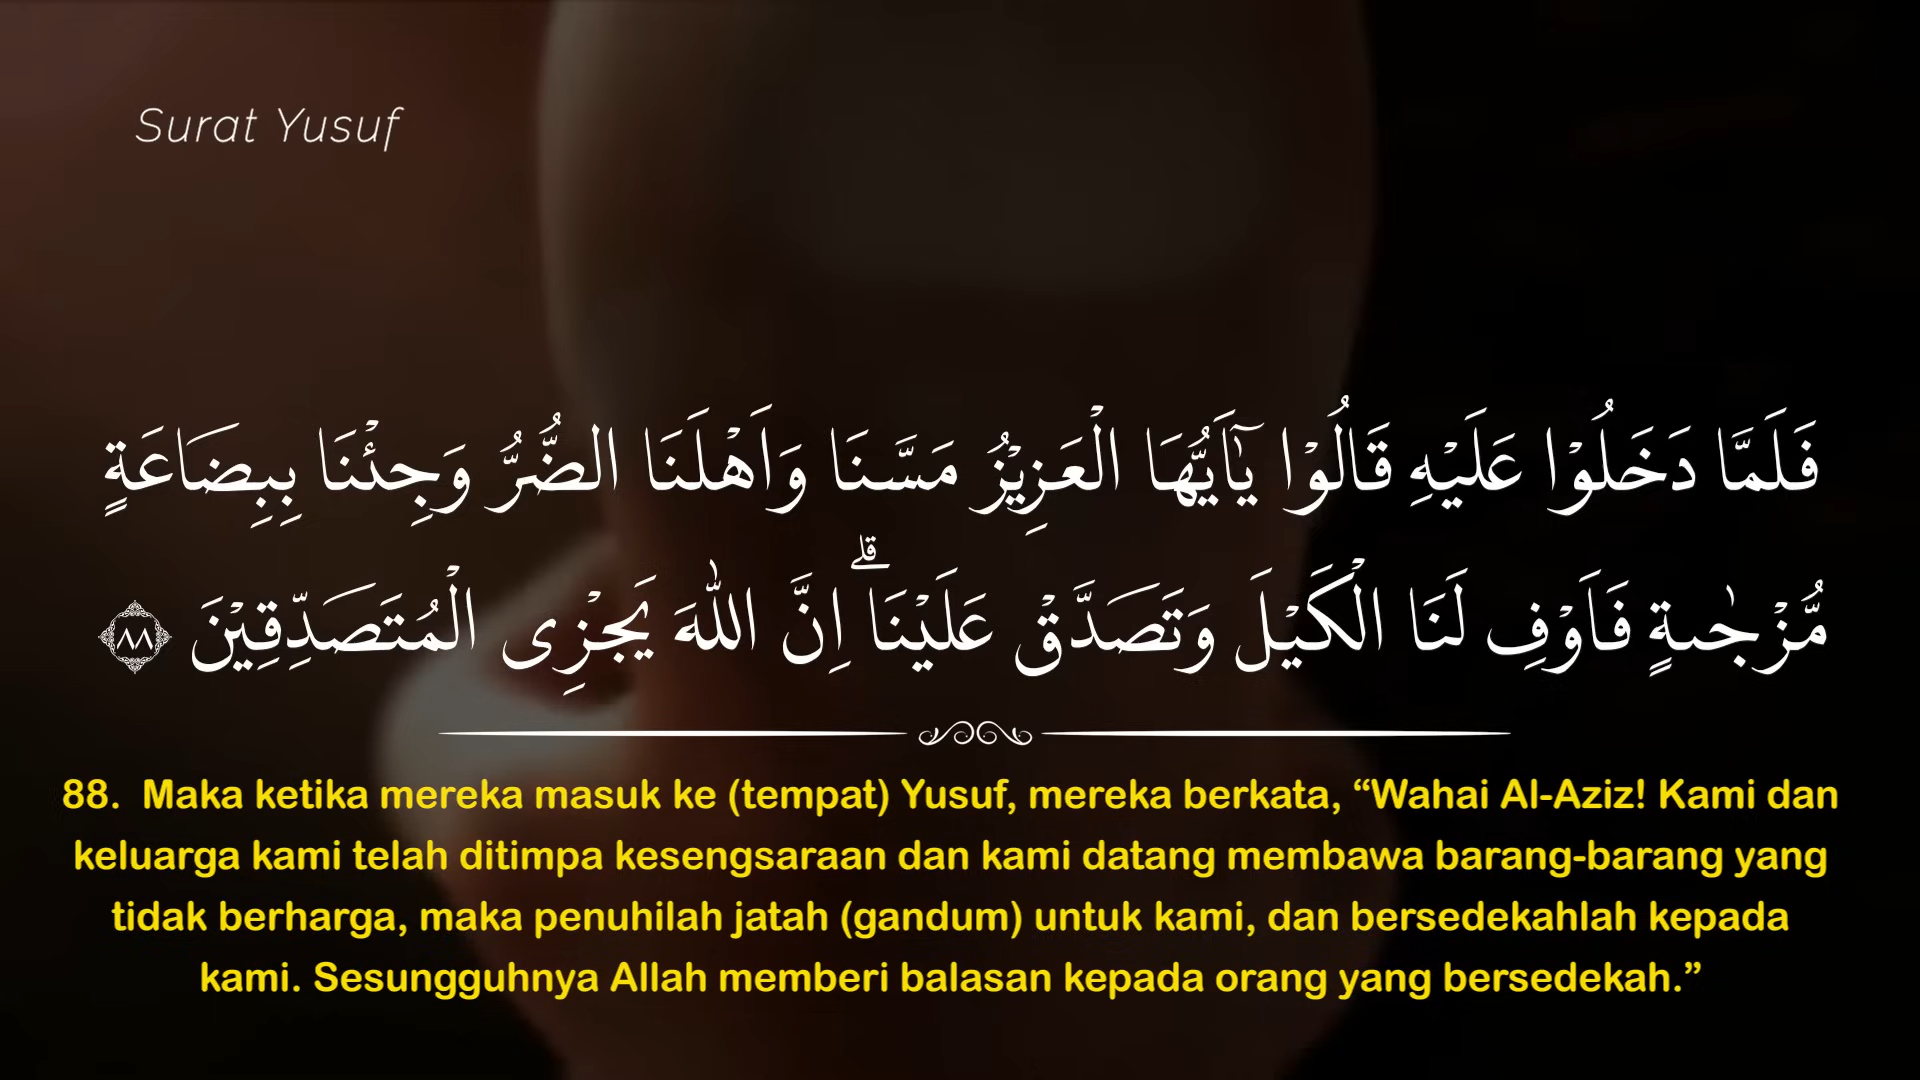 Surat Yusuf
فَلَمَّا دَخَلُوْا عَلَيْهِ قَالُوْا يٰٓاَيُّهَا الْعَزِيْزُ مَسَّنَا وَاَهْلَنَا الضُّرُّ وَجِئْنَا بِبِضَاعَةٍ
مُّزْجٰىةٍ فَاَوْفِ لَنَا الْكَيْلَ وَتَصَدَّقْ عَلَيْنَاۗ اِنَّ اللّٰهَ يَجْزِى الْمُتَصَدِّقِيْنَ ٨٨
88. Maka ketika mereka masuk ke (tempat) Yusuf, mereka berkata, “Wahai Al-Aziz! Kami dan
keluarga kami telah ditimpa kesengsaraan dan kami datang membawa barang-barang yang
tidak berharga, maka penuhilah jatah (gandum) untuk kami, dan bersedekahlah kepada
kami. Sesungguhnya Allah memberi balasan kepada orang yang bersedekah.”